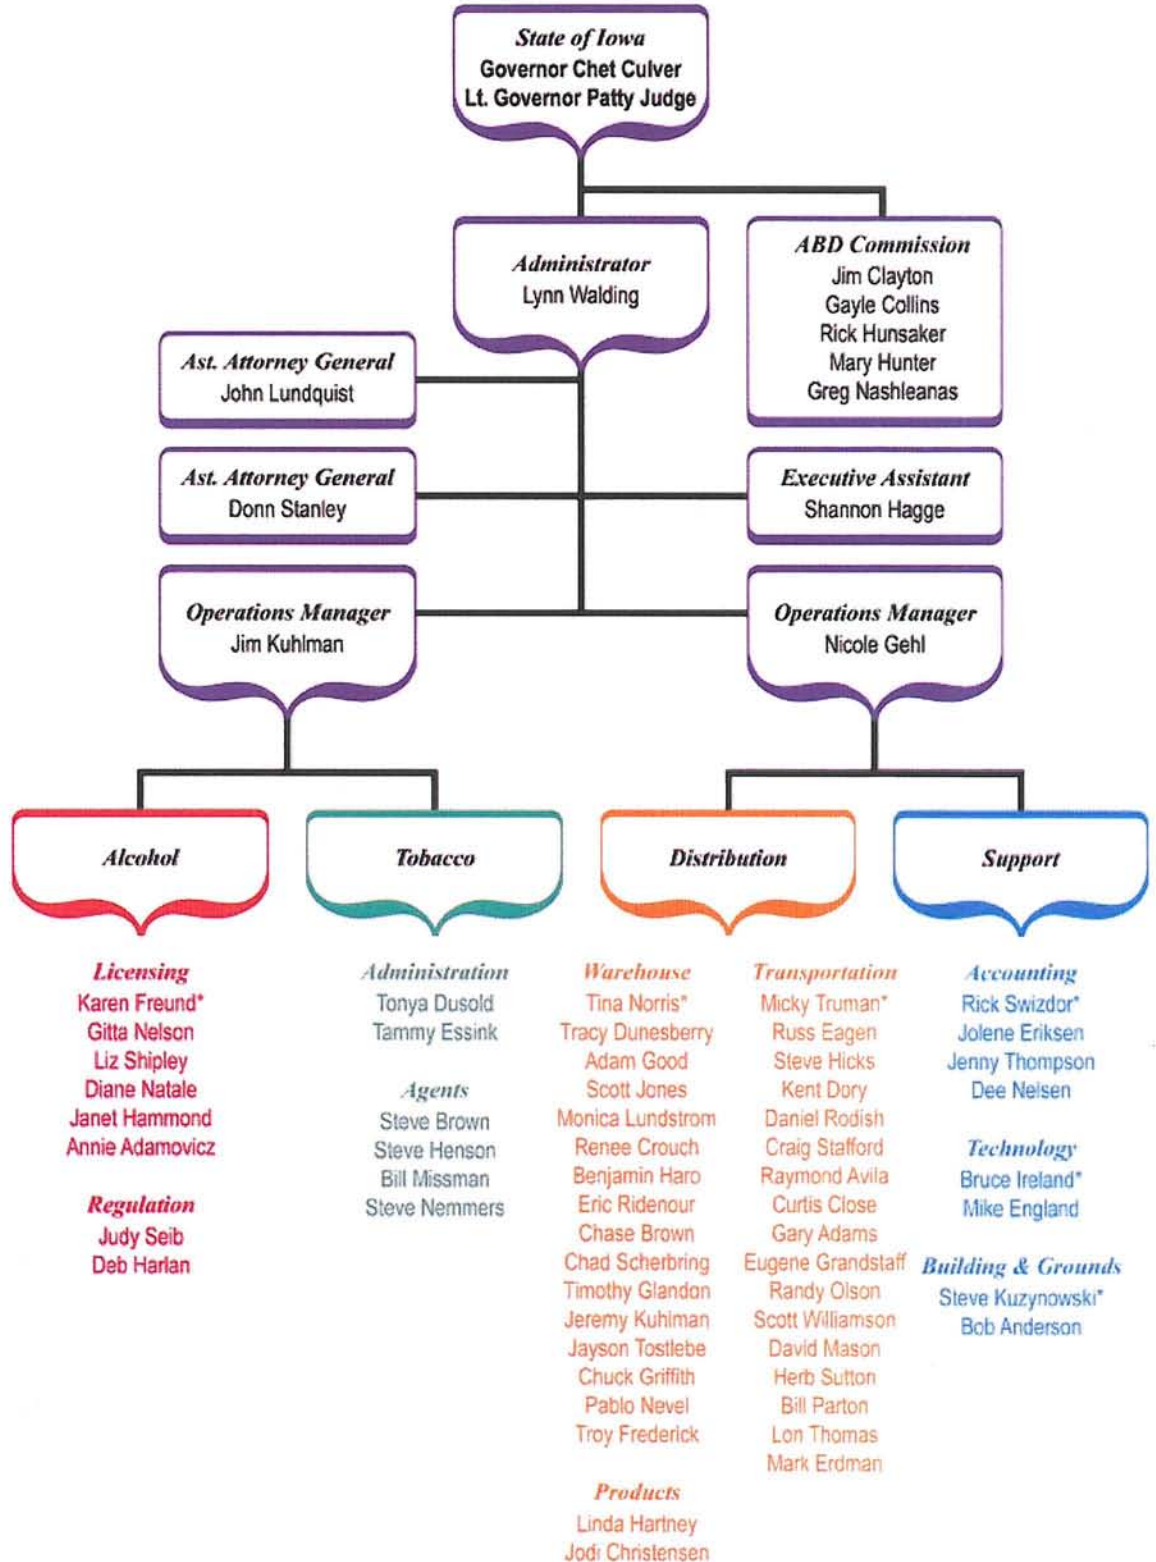 State of Iowa
Governor Chet Culver
Lt. Governor Patty Judge
Administrator
Lynn Walding
ABD Commission
Jim Clayton
Gayle Collins
Rick Hunsaker
Mary Hunter
Greg Nashleanas
Ast. Attorney General
John Lundquist
Ast. Attorney General
Donn Stanley
Executive Assistant
Shannon Hagge
Operations Manager
Jim Kuhlman
Operations Manager
Nicole Gehl
Alcohol
Tobacco
Distribution
Support
Licensing
Karen Freund*
Gitta Nelson
Liz Shipley
Diane Natale
Janet Hammond
Annie Adamovicz
Regulation
Judy Seib
Deb Harlan
Administration
Tonya Dusold
Tammy Essink
Agents
Steve Brown
Steve Henson
Bill Missman
Steve Nemmers
Warehouse
Tina Norris*
Tracy Dunesberry
Adam Good
Scott Jones
Monica Lundstrom
Renee Crouch
Benjamin Haro
Eric Ridenour
Chase Brown
Chad Scherbring
Timothy Glandon
Jeremy Kuhlman
Jayson Tostlebe
Chuck Griffith
Pablo Nevel
Troy Frederick
Products
Linda Hartney
Jodi Christensen
Transportation
Micky Truman*
Russ Eagen
Steve Hicks
Kent Dory
Daniel Rodish
Craig Stafford
Raymond Avila
Curtis Close
Gary Adams
Eugene Grandstaff
Randy Olson
Scott Williamson
David Mason
Herb Sutton
Bill Parton
Lon Thomas
Mark Erdman
Accounting
Rick Swizdor*
Jolene Eriksen
Jenny Thompson
Dee Nelsen
Technology
Bruce Ireland*
Mike England
Building & Grounds
Steve Kuzynowski*
Bob Anderson